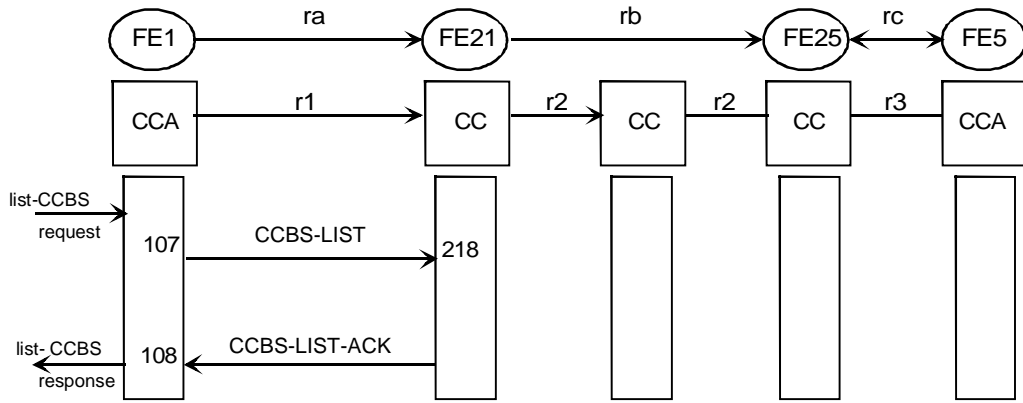 ra rb rc
FE1 FE21 FE25 FE5
r1 r2 r2 r3
CCA CC CC CC CCA
list-CCBS
request
107 CCBS-LIST 218
list- CCBS
response
108 CCBS-LIST-ACK